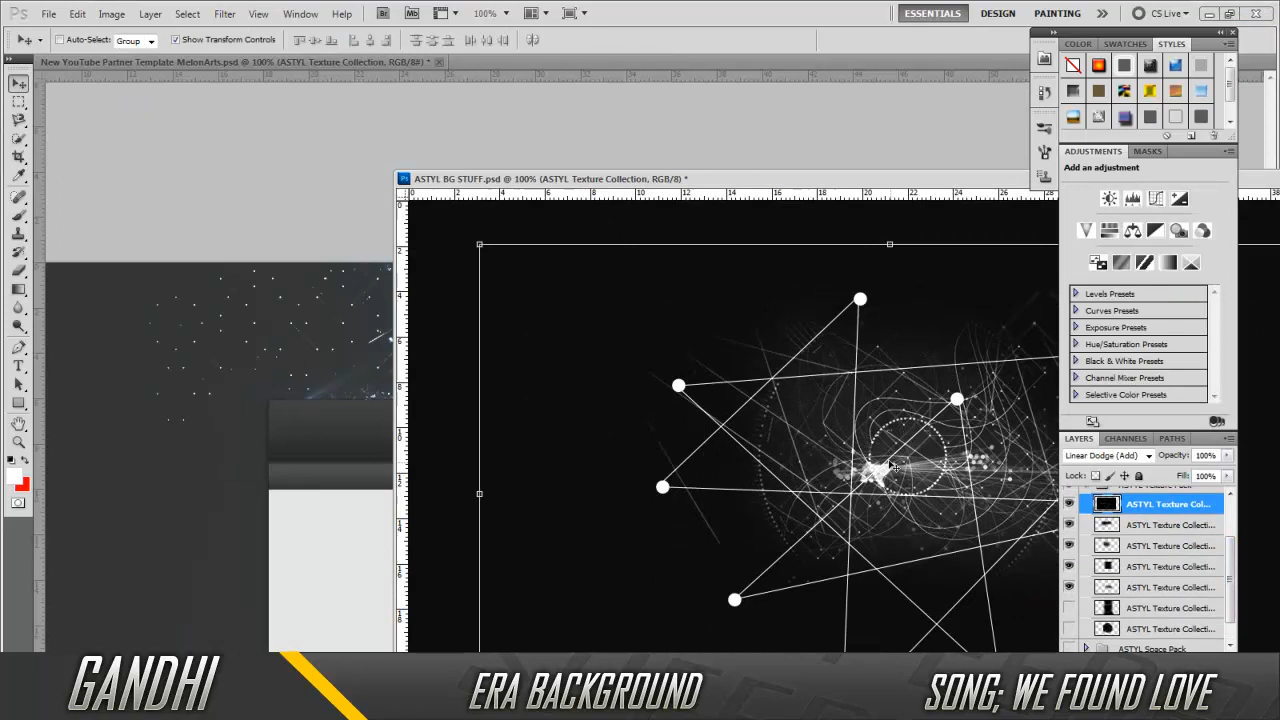 Ps File Edit Image Layer Select Filter View Window Help Br Mb 100% ESSENTIALS DESIGN PAINTING CS Live
Auto-Select: Group Show Transform Controls
New YouTube Partner Template MelonArts.psd @ 100% (ASTYL Texture Collection, RGB/8#) *
COLOR SWATCHES STYLES
ADJUSTMENTS MASKS
Add an adjustment
ASTYL BG STUFF.psd @ 100% (ASTYL Texture Collection, RGB/8) *
Levels Presets
Curves Presets
Exposure Presets
Hue/Saturation Presets
Black & White Presets
Channel Mixer Presets
Selective Color Presets
LAYERS CHANNELS PATHS
Linear Dodge (Add) Opacity: 100%
Lock: Fill: 100%
ASTYL Texture Col...
ASTYL Texture Collecti...
ASTYL Texture Collecti...
ASTYL Texture Collecti...
ASTYL Texture Collecti...
ASTYL Texture Collecti...
ASTYL Texture Collecti...
ASTYL Space Pack
GANDHI ERA BACKGROUND SONG; WE FOUND LOVE